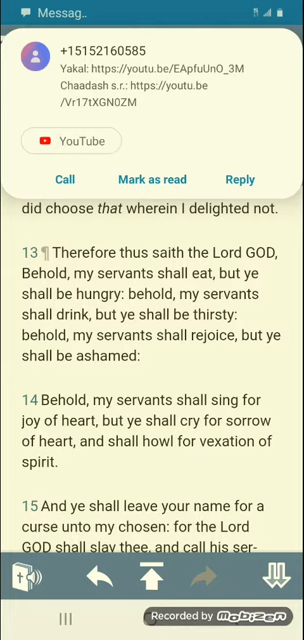 Messag..
+15152160585
Yakal: https://youtu.be/EApfuUnO_3M
Chaadash s.r.: https://youtu.be
/Vr17tXGN0ZM
YouTube
Call Mark as read Reply
did choose that wherein I delighted not.
13 ¶ Therefore thus saith the Lord GOD,
Behold, my servants shall eat, but ye
shall be hungry: behold, my servants
shall drink, but ye shall be thirsty:
behold, my servants shall rejoice, but ye
shall be ashamed:
14 Behold, my servants shall sing for
joy of heart, but ye shall cry for sorrow
of heart, and shall howl for vexation of
spirit.
15 And ye shall leave your name for a
curse unto my chosen: for the Lord
GOD shall slay thee, and call his ser-
Recorded by Mobizen